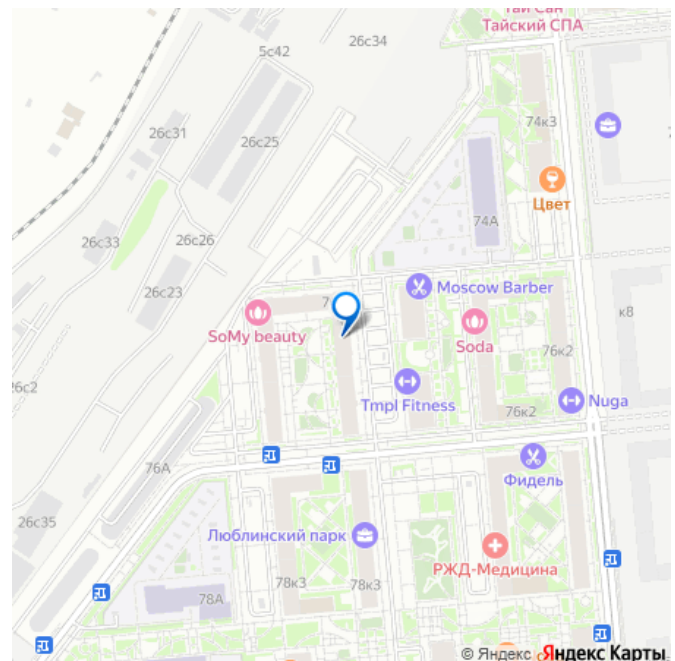 Тай Сан
Тайский СПА
26с34
5с42
74к3
26с31
26с25
Цвет
74А
26с33
26с26
Moscow Barber
26с23
к8
SoMy beauty
Soda
76к2
26с2
Tmpl Fitness
Nuga
76к2
76А
Фидель
26с35
Люблинский парк
РЖД-Медицина
78к3
78к3
78А
© Яндекс Яндекс Карты